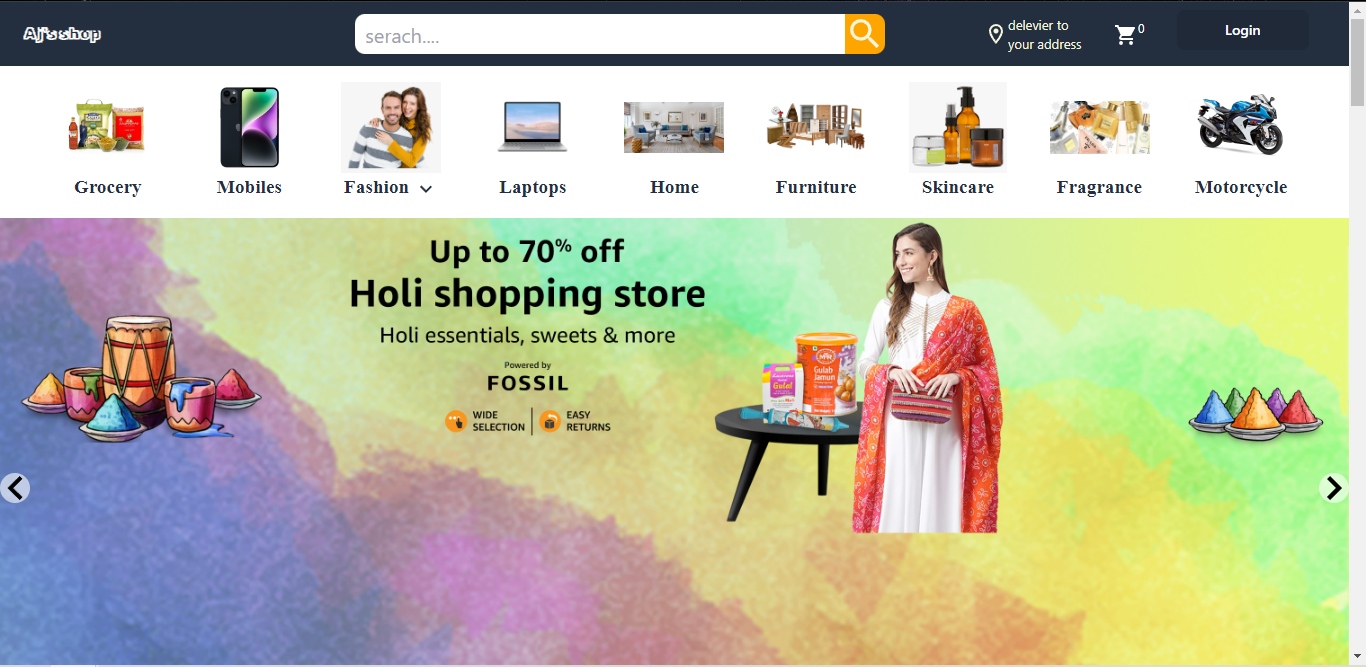 Aj's shop
serach....
delevier to
your address
0
Login
Grocery
Mobiles
Fashion
Laptops
Home
Furniture
Skincare
Fragrance
Motorcycle
Up to 70% off
Holi shopping store
Holi essentials, sweets & more
Powered by
FOSSIL
WIDE
SELECTION
EASY
RETURNS
MTR
Gulab
Jamun
Gulal